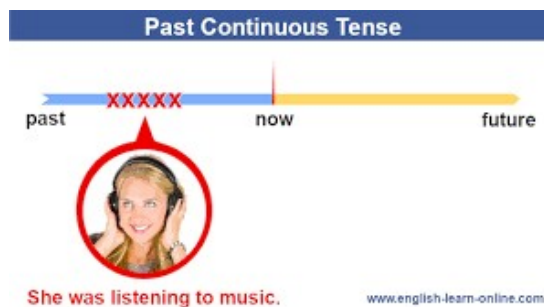 Past Continuous Tense
XXXXX
past now future
She was listening to music.
www.english-learn-online.com